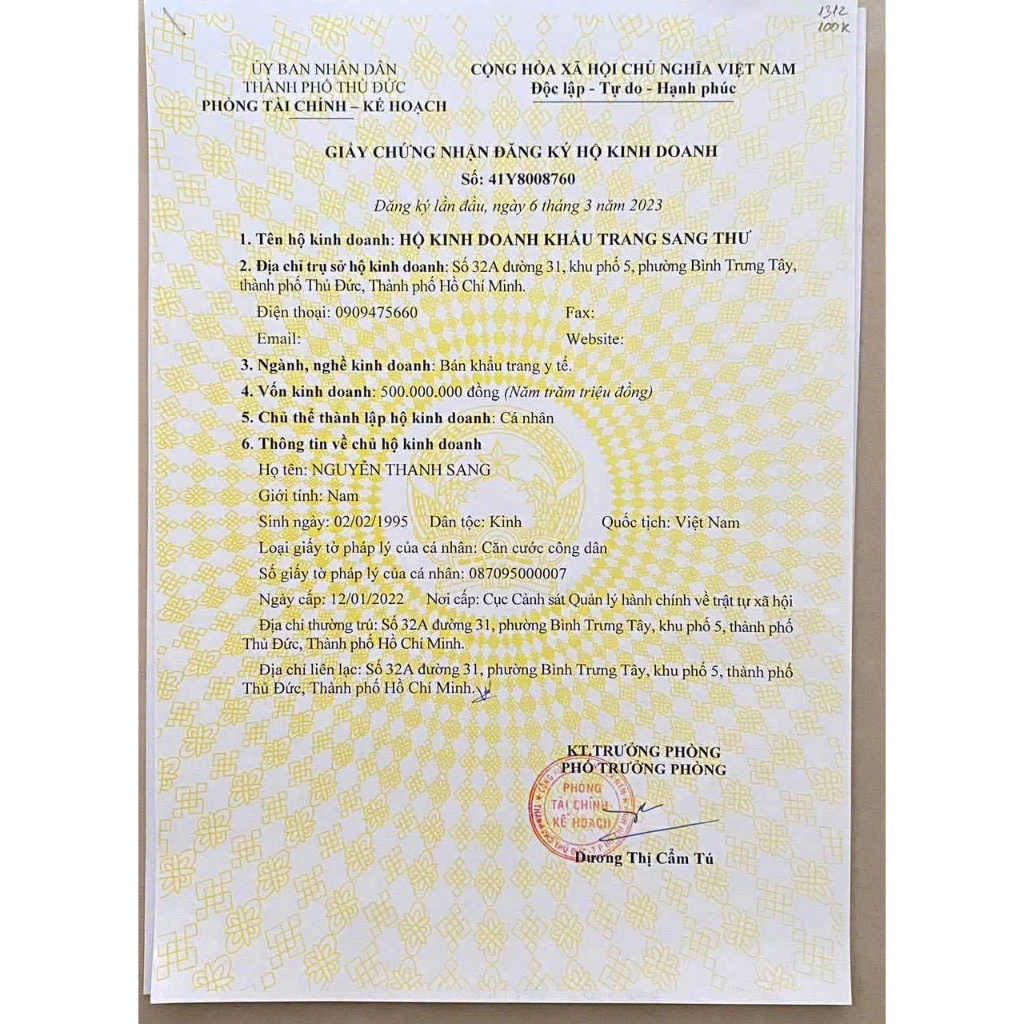 1312
100K
ỦY BAN NHÂN DÂN
THÀNH PHỐ THỦ ĐỨC
PHÒNG TÀI CHÍNH – KẾ HOẠCH
CỘNG HÒA XÃ HỘI CHỦ NGHĨA VIỆT NAM
Độc lập - Tự do - Hạnh phúc
GIẤY CHỨNG NHẬN ĐĂNG KÝ HỘ KINH DOANH
Số: 41Y8008760
Đăng ký lần đầu, ngày 6 tháng 3 năm 2023
1. Tên hộ kinh doanh: HỘ KINH DOANH KHẨU TRANG SANG THƯ
2. Địa chỉ trụ sở hộ kinh doanh: Số 32A đường 31, khu phố 5, phường Bình Trưng Tây,
thành phố Thủ Đức, Thành phố Hồ Chí Minh.
Điện thoại: 0909475660 Fax:
Email: Website:
3. Ngành, nghề kinh doanh: Bán khẩu trang y tế.
4. Vốn kinh doanh: 500.000.000 đồng (Năm trăm triệu đồng)
5. Chủ thể thành lập hộ kinh doanh: Cá nhân
6. Thông tin về chủ hộ kinh doanh
Họ tên: NGUYỄN THANH SANG
Giới tính: Nam
Sinh ngày: 02/02/1995 Dân tộc: Kinh Quốc tịch: Việt Nam
Loại giấy tờ pháp lý của cá nhân: Căn cước công dân
Số giấy tờ pháp lý của cá nhân: 087095000007
Ngày cấp: 12/01/2022 Nơi cấp: Cục Cảnh sát Quản lý hành chính về trật tự xã hội
Địa chỉ thường trú: Số 32A đường 31, phường Bình Trưng Tây, khu phố 5, thành phố
Thủ Đức, Thành phố Hồ Chí Minh.
Địa chỉ liên lạc: Số 32A đường 31, phường Bình Trưng Tây, khu phố 5, thành phố
Thủ Đức, Thành phố Hồ Chí Minh.
KT.TRƯỞNG PHÒNG
PHÓ TRƯỞNG PHÒNG
PHÒNG
TÀI CHÍNH
KẾ HOẠCH
Dương Thị Cẩm Tú